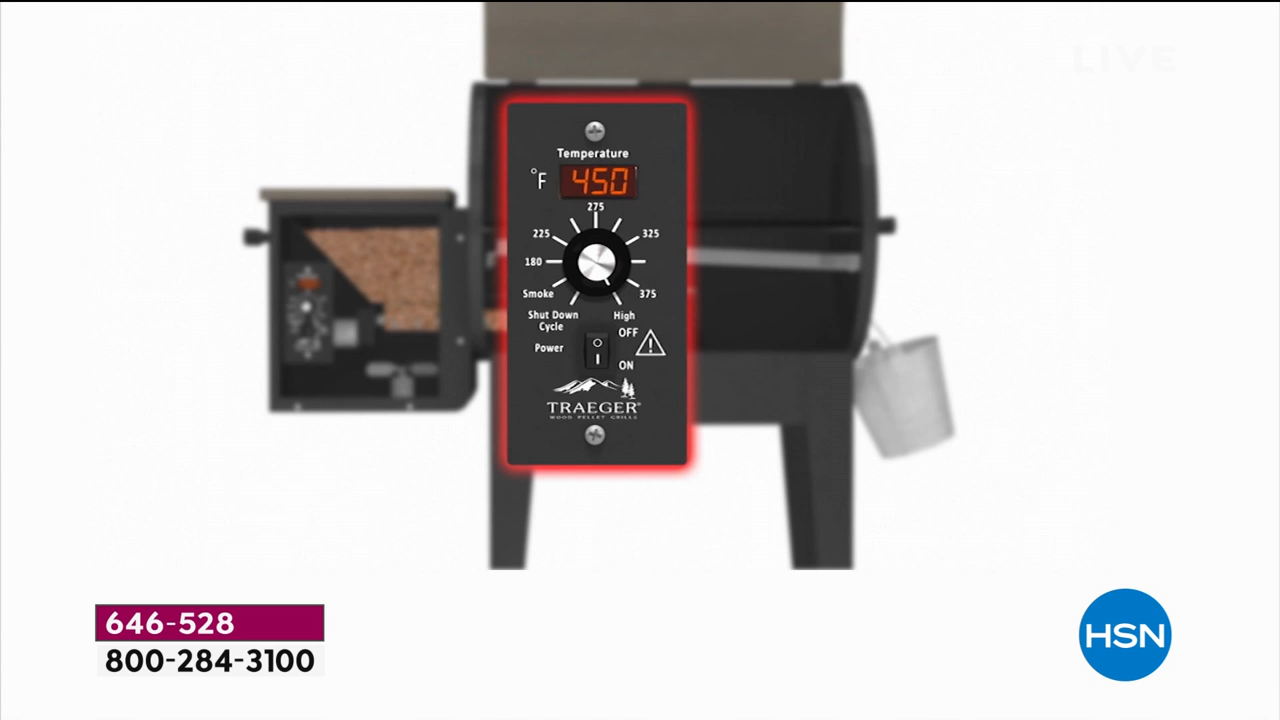 LIVE
Temperature
°F 450
275
225 325
180
Smoke 375
Shut Down
Cycle
High
Power
OFF
ON
TRAEGER®
WOOD PELLET GRILLS
646-528
800-284-3100
HSN